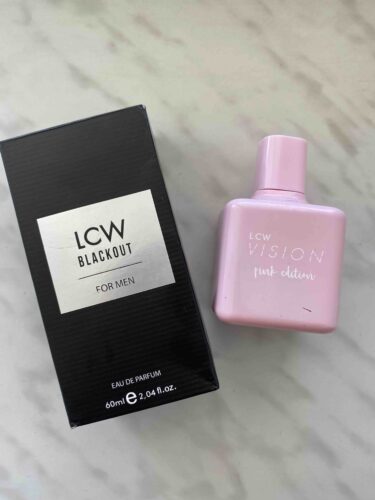 LCW
BLACKOUT
FOR MEN
EAU DE PARFUM
60ml e 2,04 fl.oz.
LCW
VISION
pink edition